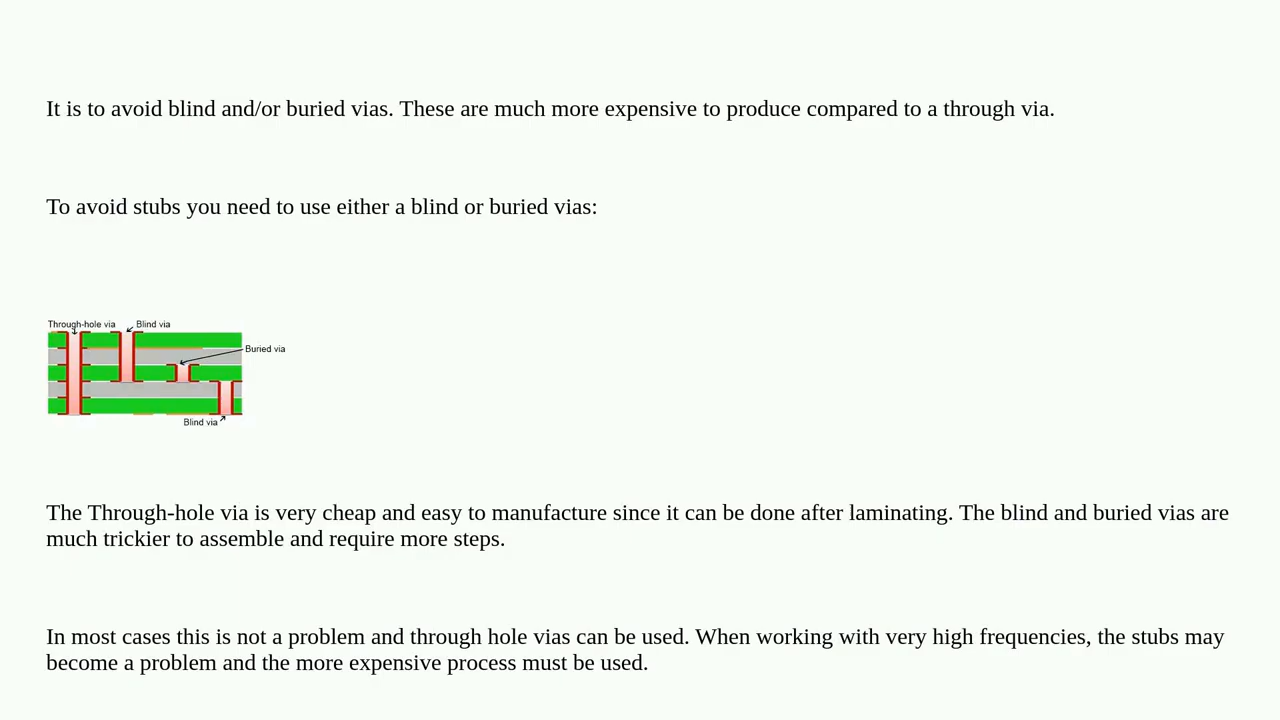 It is to avoid blind and/or buried vias. These are much more expensive to produce compared to a through via.
To avoid stubs you need to use either a blind or buried vias:
Through-hole via
Blind via
Buried via
Blind via
The Through-hole via is very cheap and easy to manufacture since it can be done after laminating. The blind and buried vias are
much trickier to assemble and require more steps.
In most cases this is not a problem and through hole vias can be used. When working with very high frequencies, the stubs may
become a problem and the more expensive process must be used.